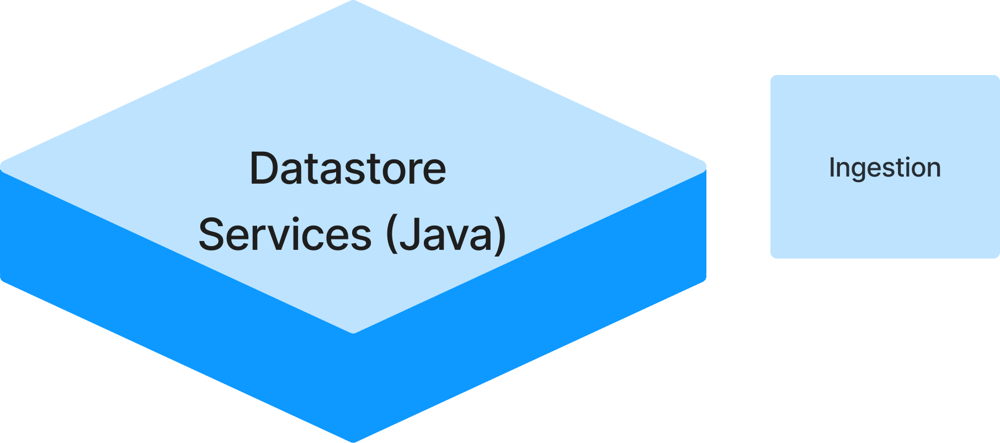 Datastore
Services (Java)
Ingestion